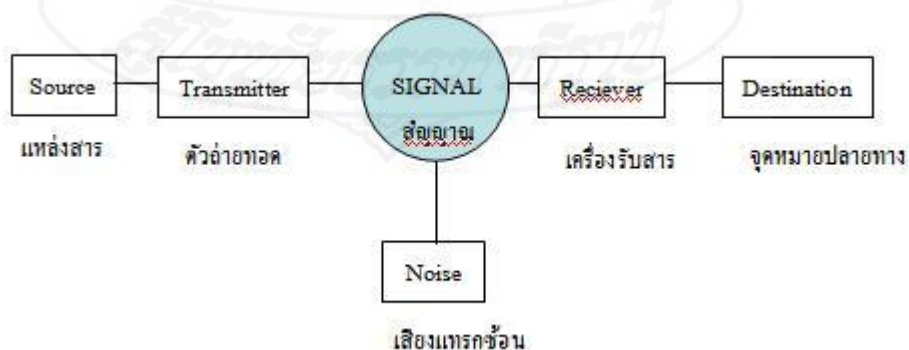 Source
Transmitter
SIGNAL
สัญญาณ
Reciever
Destination
แหล่งสาร
ตัวถ่ายทอด
เครื่องรับสาร
จุดหมายปลายทาง
Noise
เสียงแทรกซ้อน